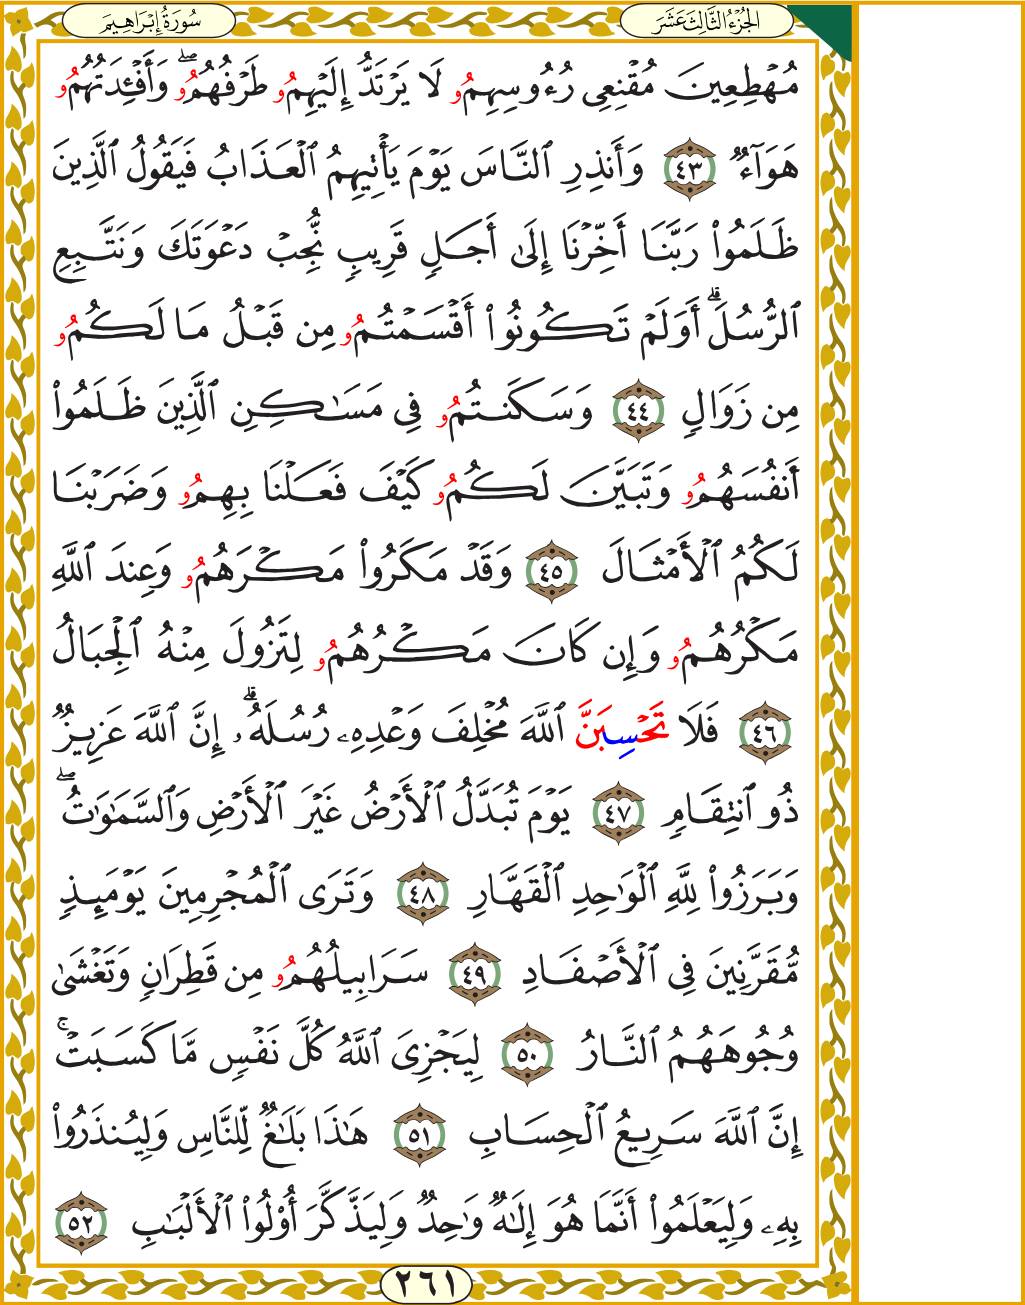 سُورَةُ إِبْرَاهِيمَ
الجُزْءُ الثَّالِثَ عَشَرَ
مُهْطِعِينَ مُقْنِعِى رُءُوسِهِمُو لَا يَرْتَدُّ إِلَيْهِمُو طَرْفُهُمُوۖ وَأَفْـِٔدَتُهُمُو
هَوَآءٌ ٤٣ وَأَنذِرِ ٱلنَّاسَ يَوْمَ يَأْتِيهِمُ ٱلْعَذَابُ فَيَقُولُ ٱلَّذِينَ
ظَلَمُوا۟ رَبَّنَا أَخِّرْنَا إِلَىٰ أَجَلٍ قَرِيبٍ نُّجِبْ دَعْوَتَكَ وَنَتَّبِعِ
ٱلرُّسُلَۗ أَوَلَمْ تَكُونُوا۟ أَقْسَمْتُمُو مِن قَبْلُ مَا لَكُمُو
مِن زَوَالٍ ٤٤ وَسَكَنتُمُو فِى مَسَـٰكِنِ ٱلَّذِينَ ظَلَمُوا۟
أَنفُسَهُمُو وَتَبَيَّنَ لَكُمُو كَيْفَ فَعَلْنَا بِهِمُو وَضَرَبْنَا
لَكُمُ ٱلْأَمْثَالَ ٤٥ وَقَدْ مَكَرُوا۟ مَكْرَهُمُو وَعِندَ ٱللَّهِ
مَكْرُهُمُو وَإِن كَانَ مَكْرُهُمُو لِتَزُولَ مِنْهُ ٱلْجِبَالُ
٤٦ فَلَا تَحْسِبَنَّ ٱللَّهَ مُخْلِفَ وَعْدِهِۦ رُسُلَهُۥۗ إِنَّ ٱللَّهَ عَزِيزٌ
ذُو ٱنتِقَامٍ ٤٧ يَوْمَ تُبَدَّلُ ٱلْأَرْضُ غَيْرَ ٱلْأَرْضِ وَٱلسَّمَـٰوَٰتُۖ
وَبَرَزُوا۟ لِلَّهِ ٱلْوَٰحِدِ ٱلْقَهَّارِ ٤٨ وَتَرَى ٱلْمُجْرِمِينَ يَوْمَئِذٍ
مُّقَرَّنِينَ فِى ٱلْأَصْفَادِ ٤٩ سَرَابِيلُهُمُو مِن قَطِرَانٍ وَتَغْشَىٰ
وُجُوهَهُمُ ٱلنَّارُ ٥٠ لِيَجْزِىَ ٱللَّهُ كُلَّ نَفْسٍ مَّا كَسَبَتْۚ
إِنَّ ٱللَّهَ سَرِيعُ ٱلْحِسَابِ ٥١ هَـٰذَا بَلَـٰغٌ لِّلنَّاسِ وَلِيُنذَرُوا۟
بِهِۦ وَلِيَعْلَمُوا۟ أَنَّمَا هُوَ إِلَـٰهٌ وَٰحِدٌ وَلِيَذَّكَّرَ أُو۟لُوا۟ ٱلْأَلْبَـٰبِ ٥٢
٢٦١